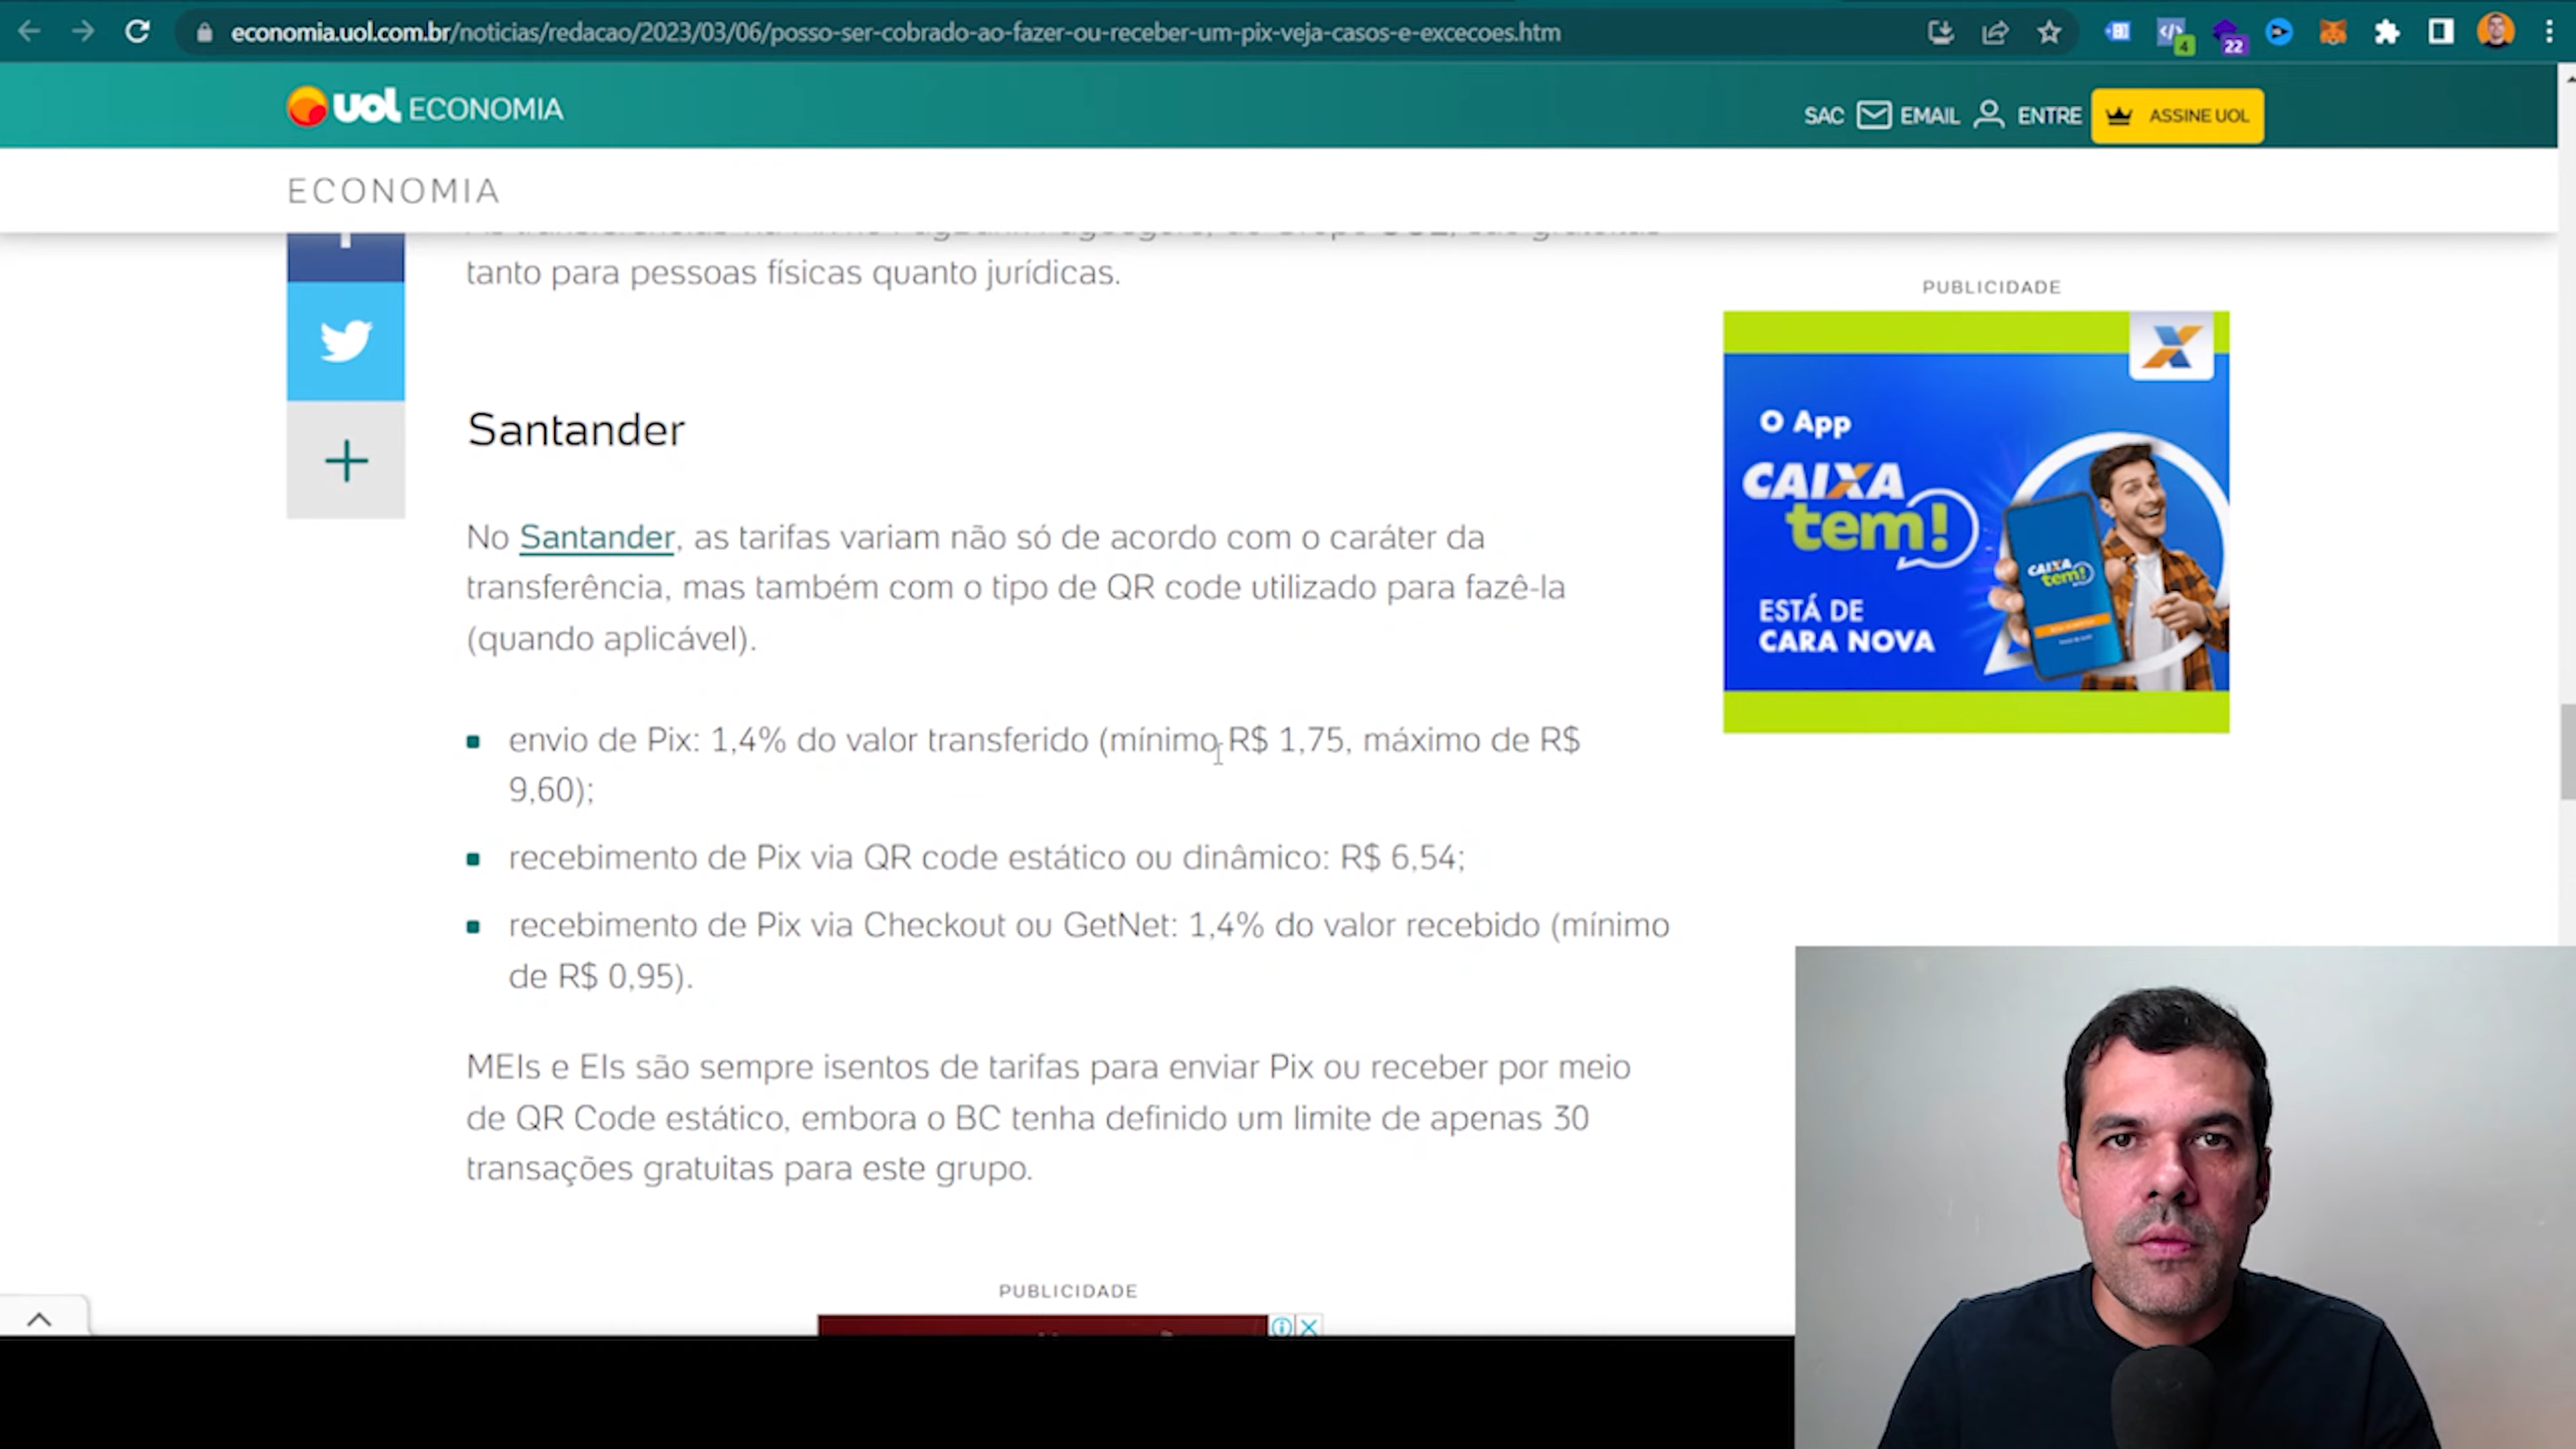 economia.uol.com.br/noticias/redacao/2023/03/06/posso-ser-cobrado-ao-fazer-ou-receber-um-pix-veja-casos-e-excecoes.htm
4
22
uol ECONOMIA
SAC EMAIL ENTRE ASSINE UOL
ECONOMIA
tanto para pessoas físicas quanto jurídicas.
PUBLICIDADE
O App
CAIXA
tem!
ESTÁ DE
CARA NOVA
CAIXA
tem!
Santander
No Santander, as tarifas variam não só de acordo com o caráter da
transferência, mas também com o tipo de QR code utilizado para fazê-la
(quando aplicável).
envio de Pix: 1,4% do valor transferido (mínimo R$ 1,75, máximo de R$
9,60);
recebimento de Pix via QR code estático ou dinâmico: R$ 6,54;
recebimento de Pix via Checkout ou GetNet: 1,4% do valor recebido (mínimo
de R$ 0,95).
MEIs e EIs são sempre isentos de tarifas para enviar Pix ou receber por meio
de QR Code estático, embora o BC tenha definido um limite de apenas 30
transações gratuitas para este grupo.
PUBLICIDADE